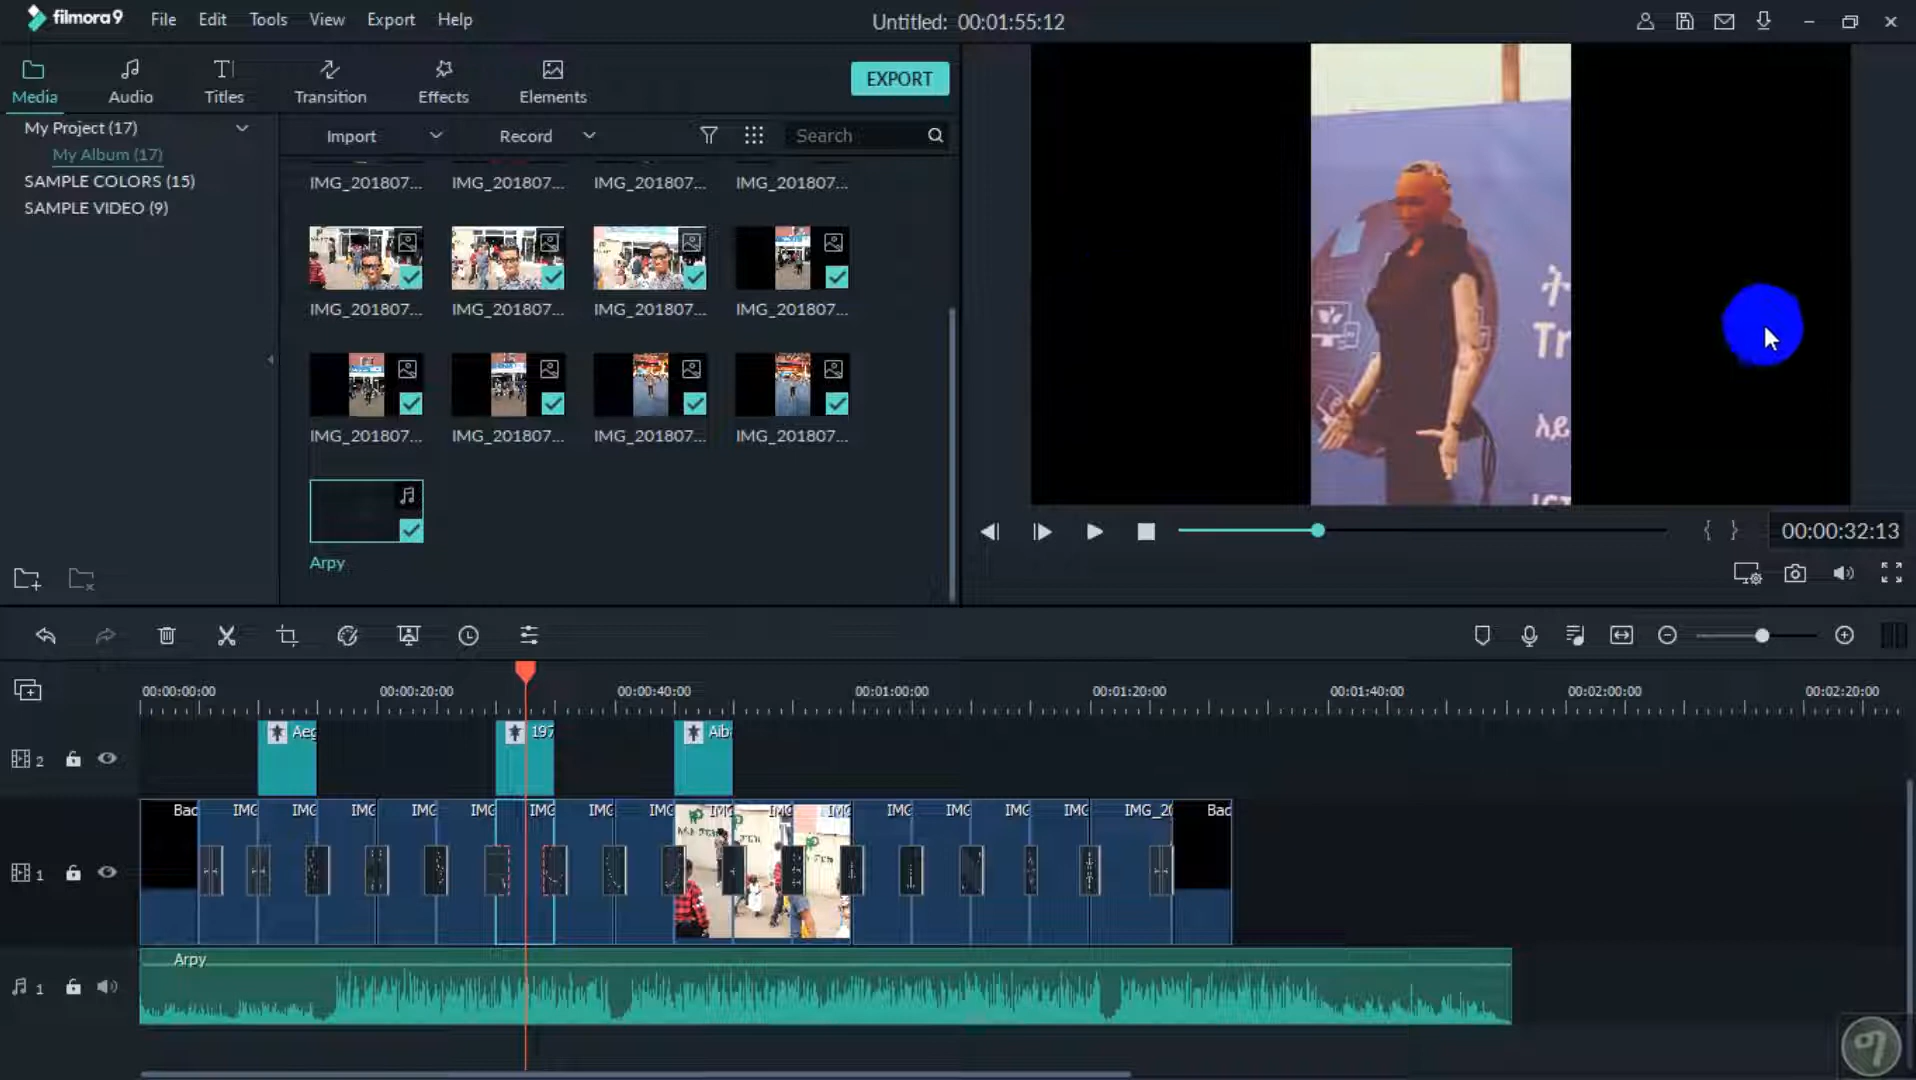 filmora9 File Edit Tools View Export Help
Untitled: 00:01:55:12
Media Audio Titles Transition Effects Elements
EXPORT
My Project (17)
My Album (17)
SAMPLE COLORS (15)
SAMPLE VIDEO (9)
Import Record Search
IMG_201807... IMG_201807... IMG_201807... IMG_201807...
IMG_201807... IMG_201807... IMG_201807... IMG_201807...
IMG_201807... IMG_201807... IMG_201807... IMG_201807...
Arpy
ት
Tr
አይ
{ } 00:00:32:13
00:00:00:00 00:00:20:00 00:00:40:00 00:01:00:00 00:01:20:00 00:01:40:00 00:02:00:00 00:02:20:00
2 Aeg 197 Alb
Bac IMG IMG IMG IMG IMG IMG IMG IMG IMG IMG IMG IMG IMG IMG IMG IMG_20 Bac
1
Arpy
1